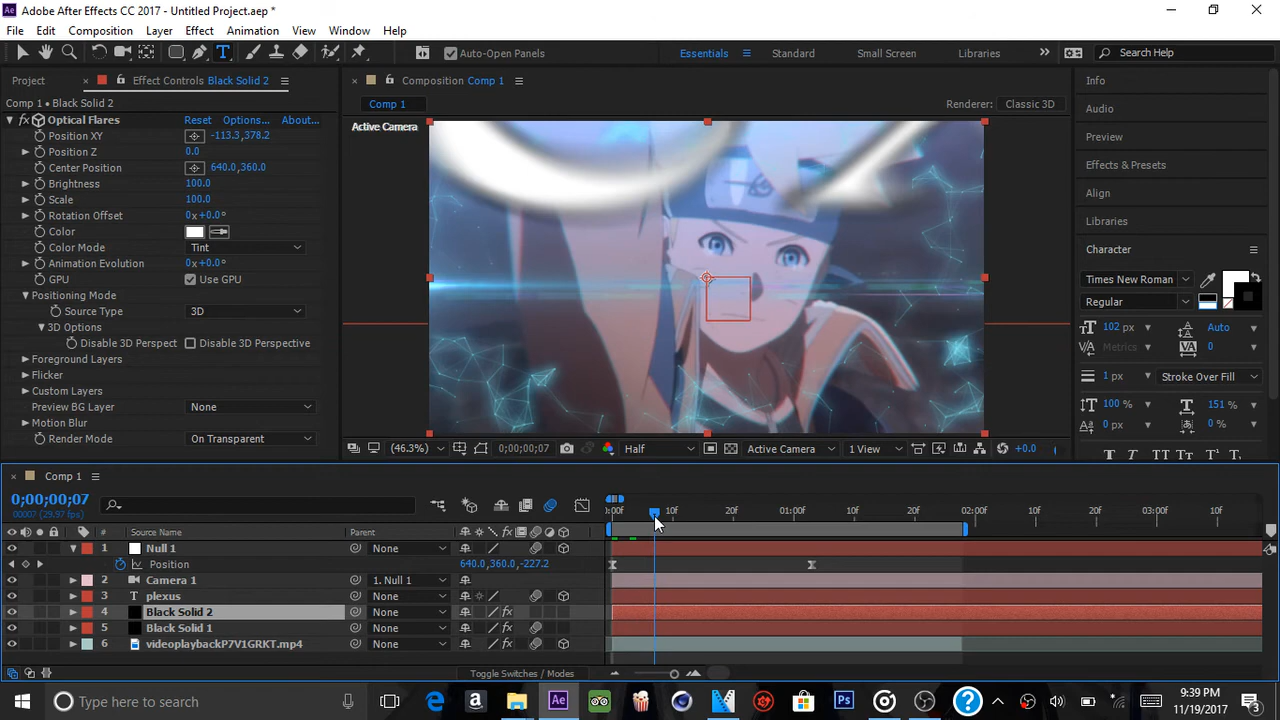 Adobe After Effects CC 2017 - Untitled Project.aep *
File Edit Composition Layer Effect Animation View Window Help
Auto-Open Panels Essentials Standard Small Screen Libraries Search Help
Project Effect Controls Black Solid 2
Composition Comp 1
Info
Comp 1 • Black Solid 2
Comp 1
Renderer: Classic 3D
Audio
fx Optical Flares Reset Options... About...
Active Camera
Position XY -113.3,378.2
Preview
Position Z 0.0
Center Position 640.0,360.0
Effects & Presets
Brightness 100.0
Align
Scale 100.0
Rotation Offset 0x+0.0°
Libraries
Color
Color Mode Tint
Character
Animation Evolution 0x+0.0°
GPU Use GPU
Times New Roman
Positioning Mode
Regular
Source Type 3D
3D Options
102 px Auto
Disable 3D Perspect Disable 3D Perspective
Metrics 0
Foreground Layers
Flicker
1 px Stroke Over Fill
Custom Layers
100 % 151 %
Preview BG Layer None
Motion Blur
0 px 0 %
Render Mode On Transparent
(46.3%) 0;00;00;07 Half Active Camera 1 View +0.0
T T TT Tt
Comp 1
0;00;00;07
00007 (29.97 fps)
:00f 10f 20f 01:00f 10f 20f 02:00f 10f 20f 03:00f 10f
# Source Name Parent
1 Null 1 None
Position 640.0,360.0,-227.2
2 Camera 1 1. Null 1
3 T plexus None
4 Black Solid 2 None fx
5 Black Solid 1 None fx
6 videoplaybackP7V1GRKT.mp4 None
Toggle Switches / Modes
Type here to search
9:39 PM
11/19/2017